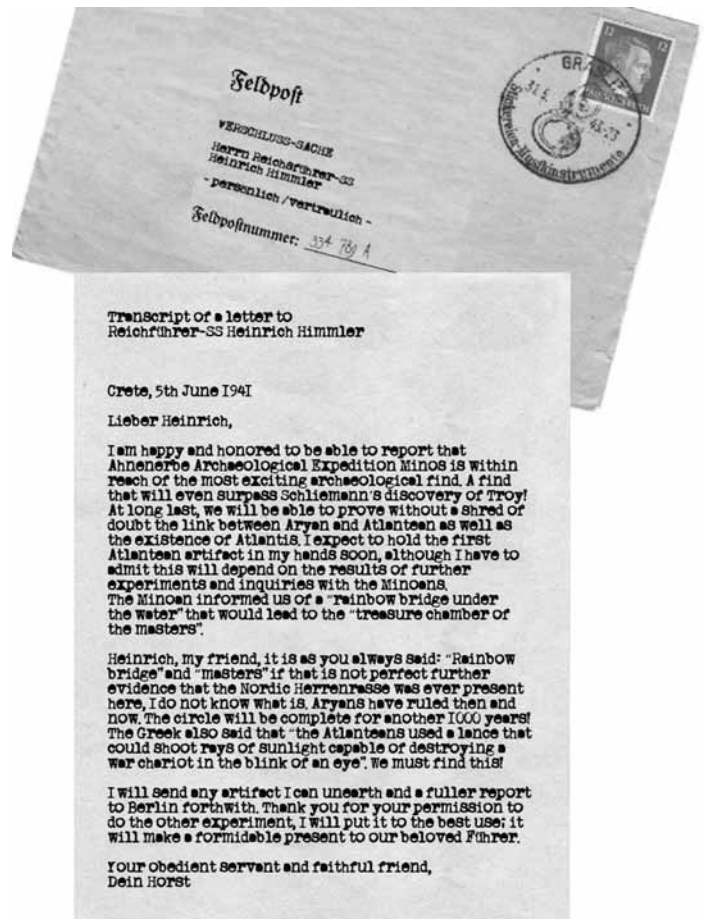 12 12
Stickereien-Musikinstrumente
Feldpost
VERSCHLUSS-SACHE
Herrn Reichsführer-SS
Heinrich Himmler
- persönlich/vertraulich -
Feldpostnummer: 334 789 A
Transcript of a letter to
Reichführer-SS Heinrich Himmler
Crete, 5th June I94I
Lieber Heinrich,
I am happy and honored to be able to report that
Ahnenerbe Archaeological Expedition Minos is within
reach of the most exciting archaeological find. A find
that will even surpass Schliemann's discovery of Troy!
At long last, we will be able to prove without a shred of
doubt the link between Aryan and Atlantean as well as
the existence of Atlantis. I expect to hold the first
Atlantean artifact in my hands soon, although I have to
admit this will depend on the results of further
experiments and inquiries with the Minoans.
The Minoan informed us of a "rainbow bridge under
the water" that would lead to the "treasure chamber of
the masters".
Heinrich, my friend, it is as you always said: "Rainbow
bridge" and "masters" if that is not perfect further
evidence that the Nordic Herrenrasse was ever present
here, I do not know what is. Aryans have ruled then and
now. The circle will be complete for another I000 years!
The Greek also said that "the Atlanteans used a lance that
could shoot rays of sunlight capable of destroying a
war chariot in the blink of an eye". We must find this!
I will send any artifact I can unearth and a fuller report
to Berlin forthwith. Thank you for your permission to
do the other experiment, I will put it to the best use; it
will make a formidable present to our beloved Führer.
Your obedient servant and faithful friend,
Dein Horst